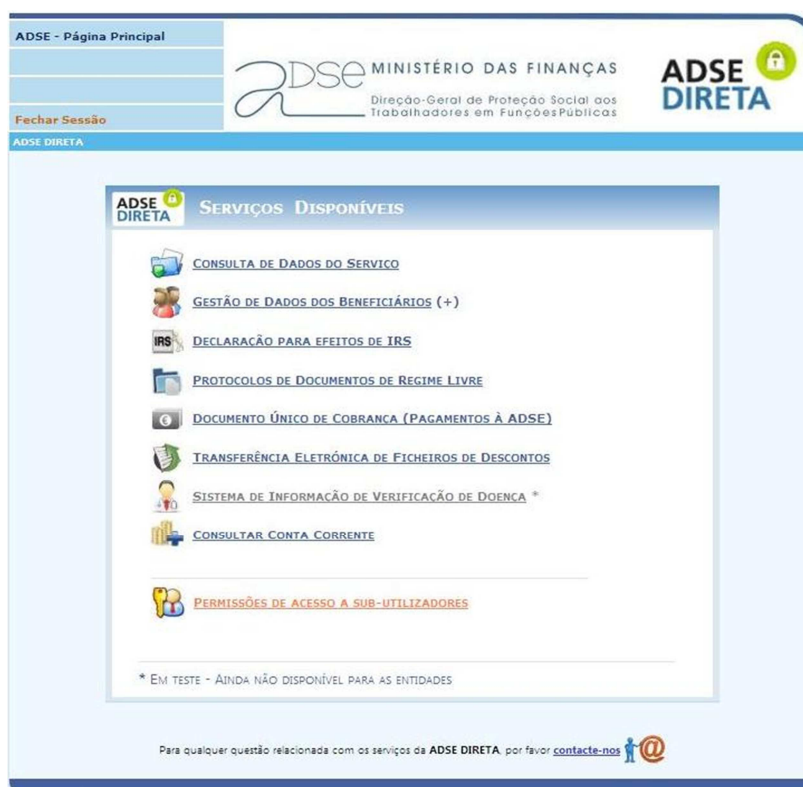 ADSE - Página Principal
adse MINISTÉRIO DAS FINANÇAS
Direção-Geral de Proteção Social aos
Trabalhadores em Funções Públicas
ADSE
DIRETA
Fechar Sessão
ADSE DIRETA
ADSE
DIRETA
SERVIÇOS DISPONÍVEIS
CONSULTA DE DADOS DO SERVIÇO
GESTÃO DE DADOS DOS BENEFICIÁRIOS (+)
IRS
DECLARAÇÃO PARA EFEITOS DE IRS
PROTOCOLOS DE DOCUMENTOS DE REGIME LIVRE
DOCUMENTO ÚNICO DE COBRANÇA (PAGAMENTOS À ADSE)
TRANSFERÊNCIA ELETRÓNICA DE FICHEIROS DE DESCONTOS
SISTEMA DE INFORMAÇÃO DE VERIFICAÇÃO DE DOENÇA *
CONSULTAR CONTA CORRENTE
PERMISSÕES DE ACESSO A SUB-UTILIZADORES
* EM TESTE - AINDA NÃO DISPONÍVEL PARA AS ENTIDADES
Para qualquer questão relacionada com os serviços da ADSE DIRETA, por favor contacte-nos @